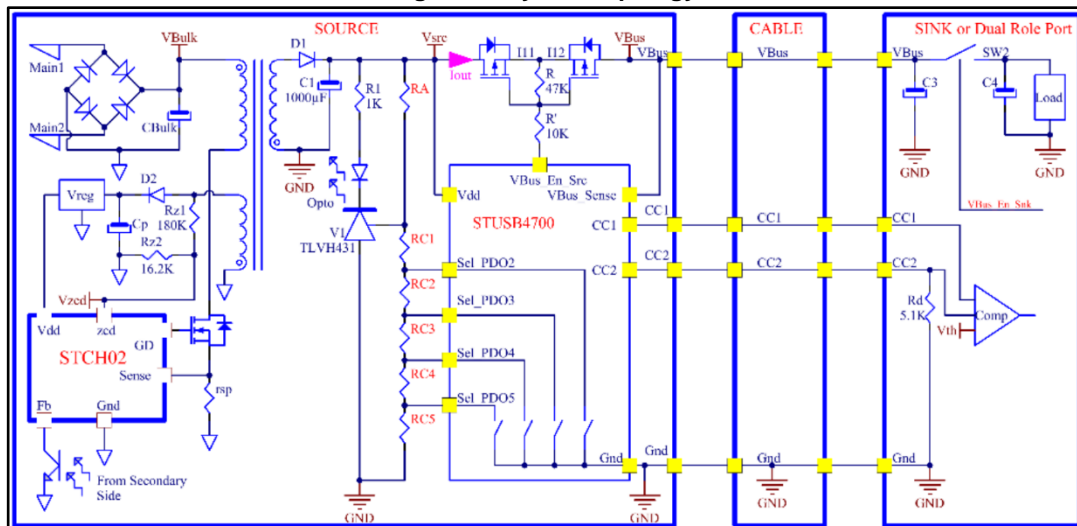 SOURCE
CABLE
SINK or Dual Role Port
VBulk
Main1
Main2
CBulk
D1
C1
1000µF
GND
R1
1K
RA
Vsrc
Iout
I11
I12
R
47K
R'
10K
VBus
VBus
VBus
VBus
SW2
C3
GND
C4
GND
Load
VBus_En_Src
VBus_Sense
VBus_En_Snk
Vreg
D2
Cp
Rz1
180K
Rz2
16.2K
Opto
V1
TLVH431
Vdd
STUSB4700
CC1
CC1
CC1
CC1
CC2
CC2
CC2
CC2
RC1
Sel_PDO2
RC2
Sel_PDO3
RC3
Sel_PDO4
RC4
Sel_PDO5
RC5
Rd
5.1K
Comp
Vth
Vzcd
Vdd
zcd
GD
STCH02
Sense
rsp
Fb
Gnd
From Secondary
Side
GND
Gnd
GND
Gnd
GND
Gnd
Gnd
GND